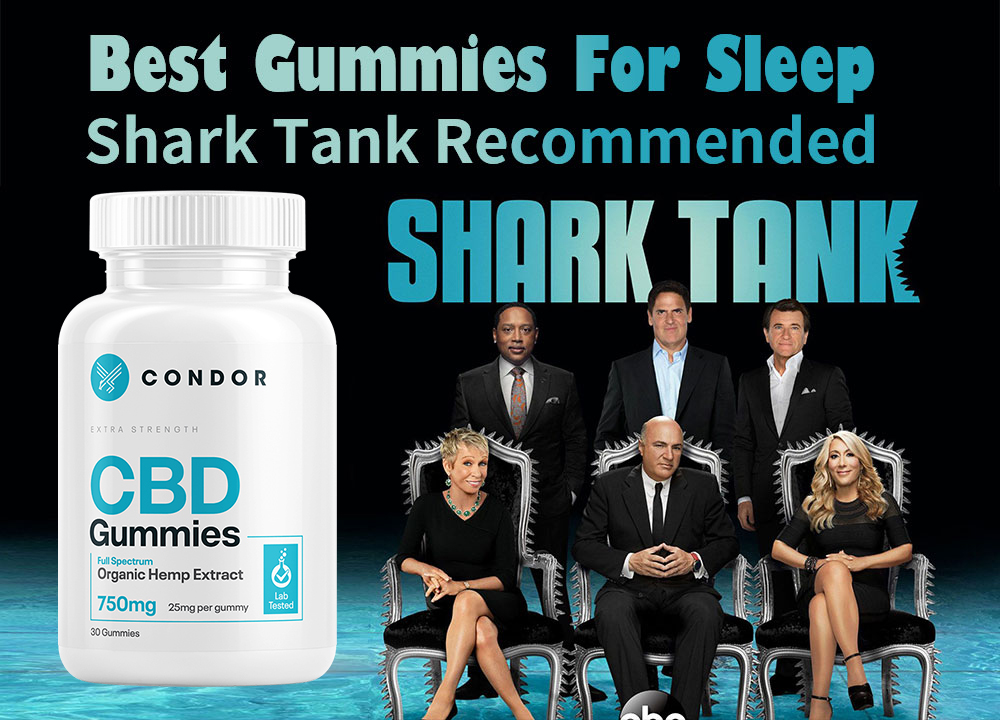 Best Gummies For Sleep
Shark Tank Recommended
SHARK TANK
CONDOR
EXTRA STRENGTH
CBD
Gummies
Full Spectrum
Organic Hemp Extract
750mg 25mg per gummy
Lab
Tested
30 Gummies
abc